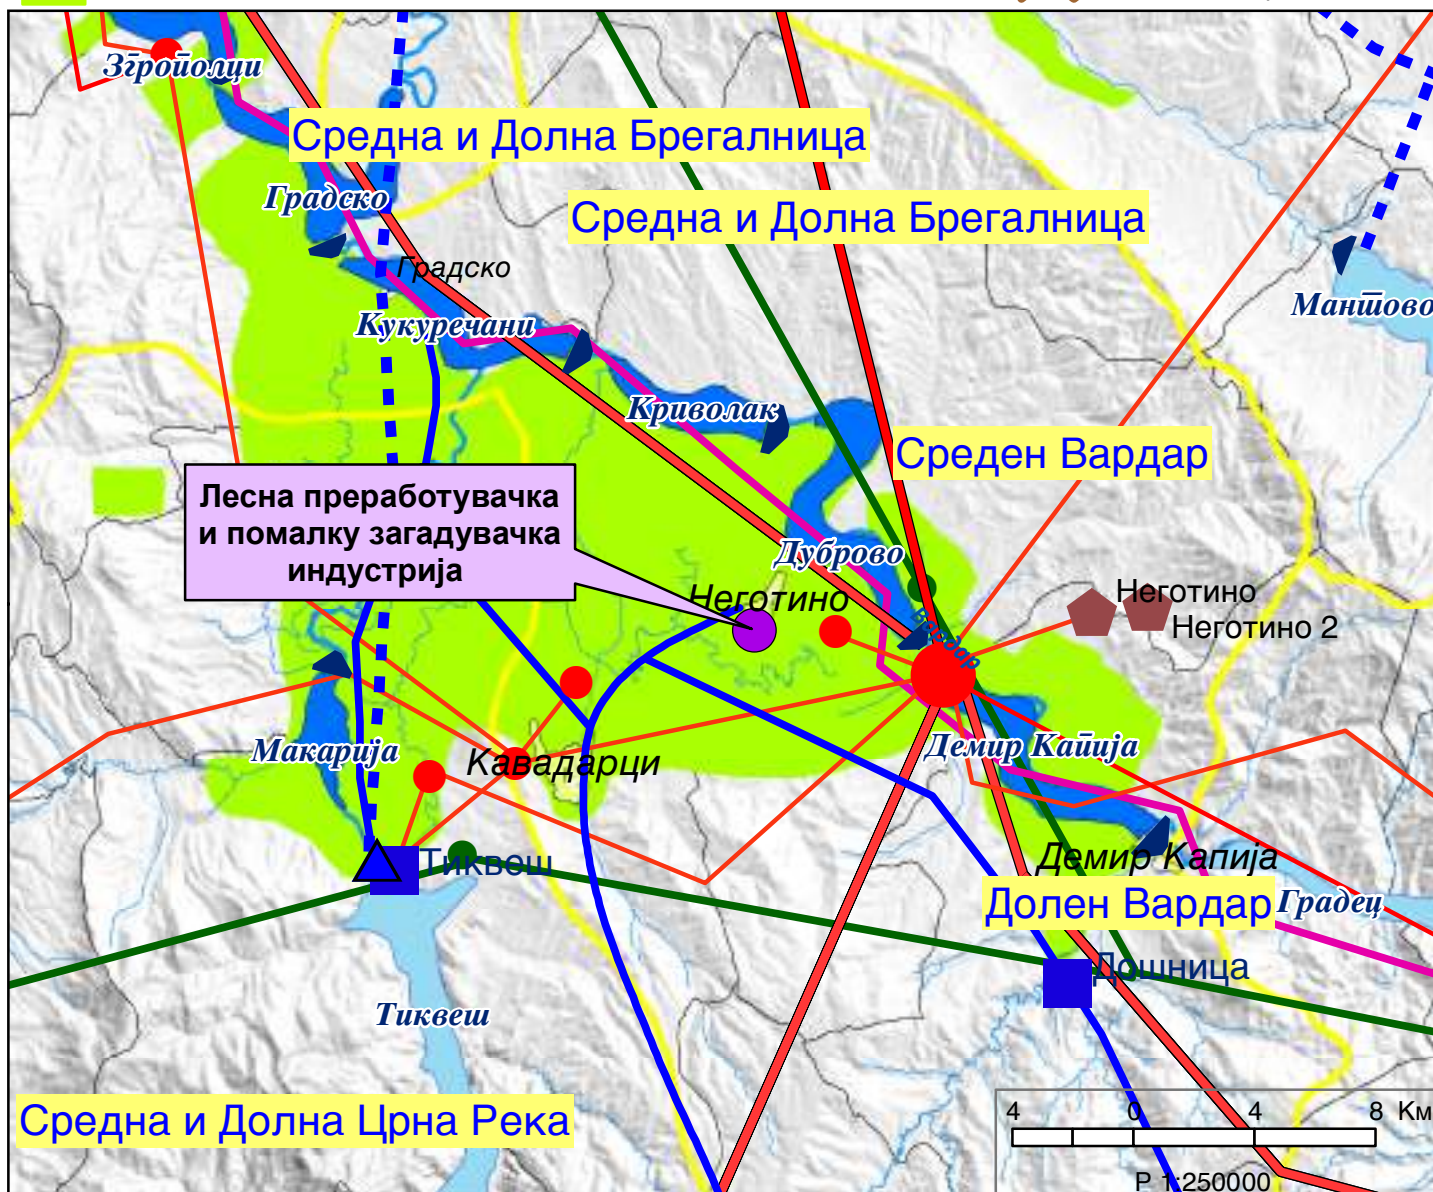 Згрополци
Средна и Долна Брегалница
Градско
Средна и Долна Брегалница
Градско
Мантово
Кукуречани
Криволак
Среден Вардар
Лесна преработувачка
и помалку загадувачка
индустрија
Дуброво
Неготино
Неготино
Неготино 2
Вардар
Макарија
Кавадарци
Демир Капија
Демир Капија
Тиквеш
Долен Вардар
Градец
Дошница
Тиквеш
Средна и Долна Црна Река
4 0 4 8 Км
Р 1:250000